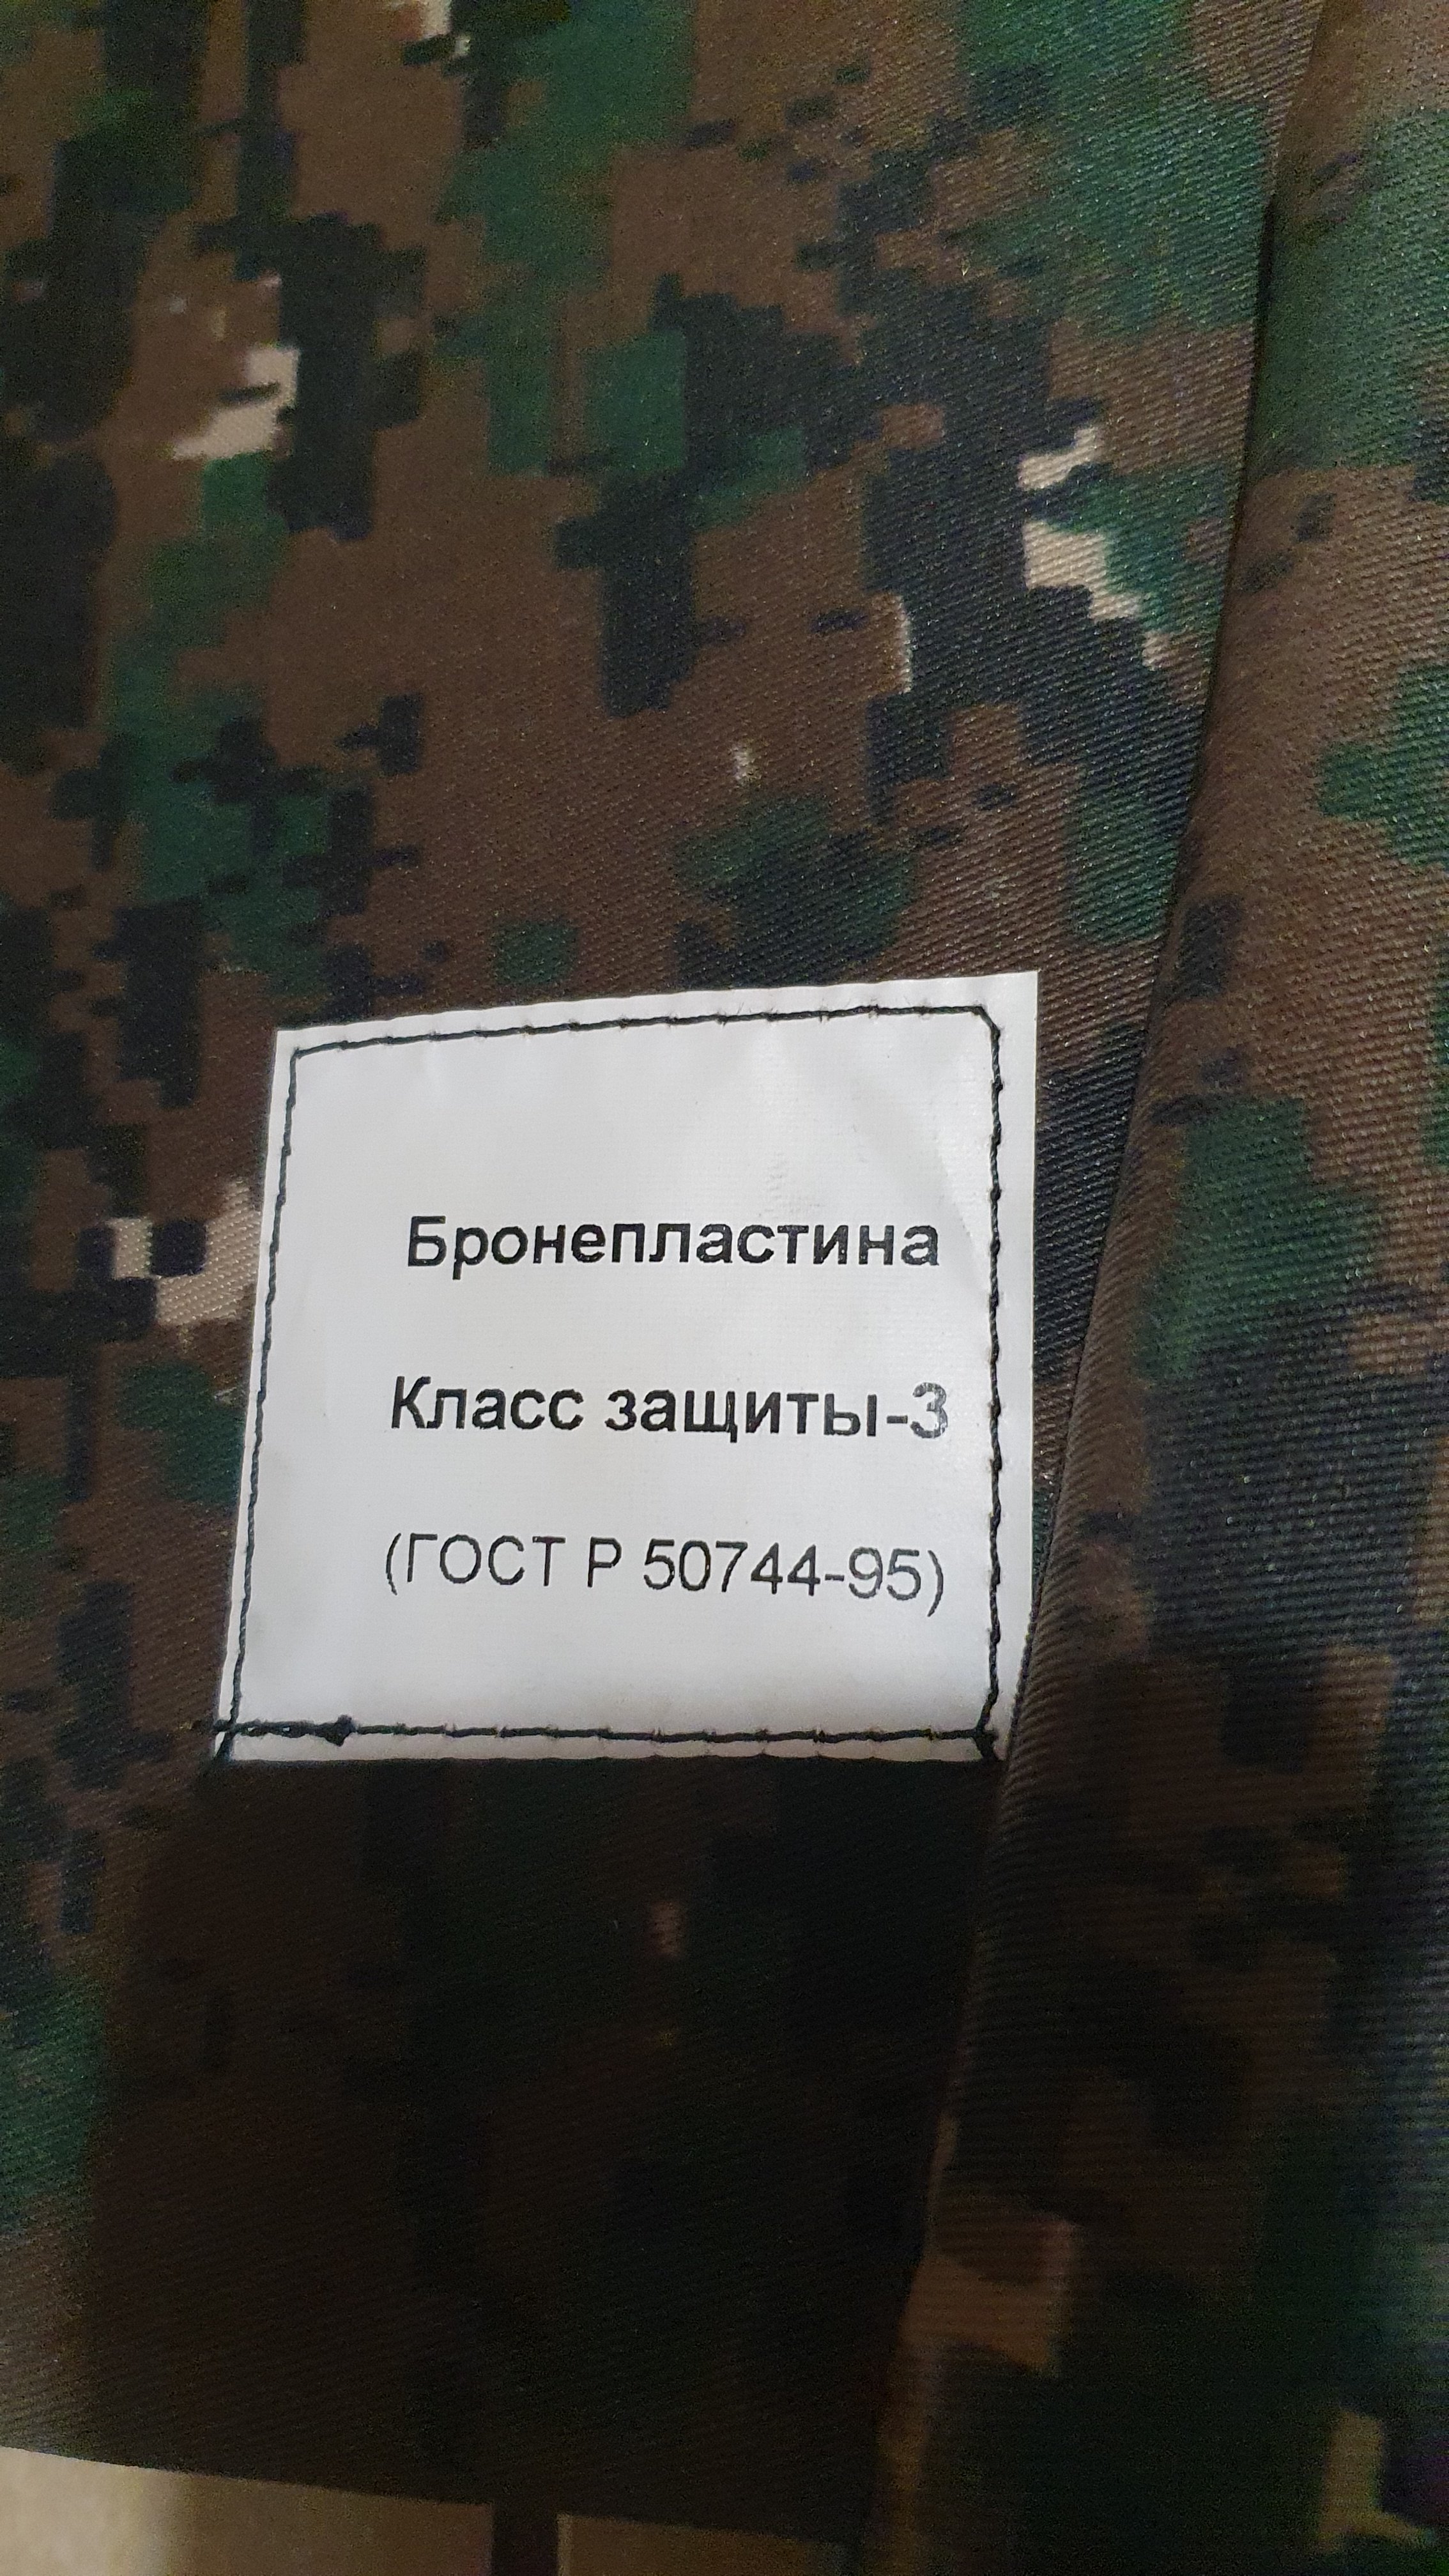 Бронепластина
Класс защиты-3
(ГОСТ Р 50744-95)